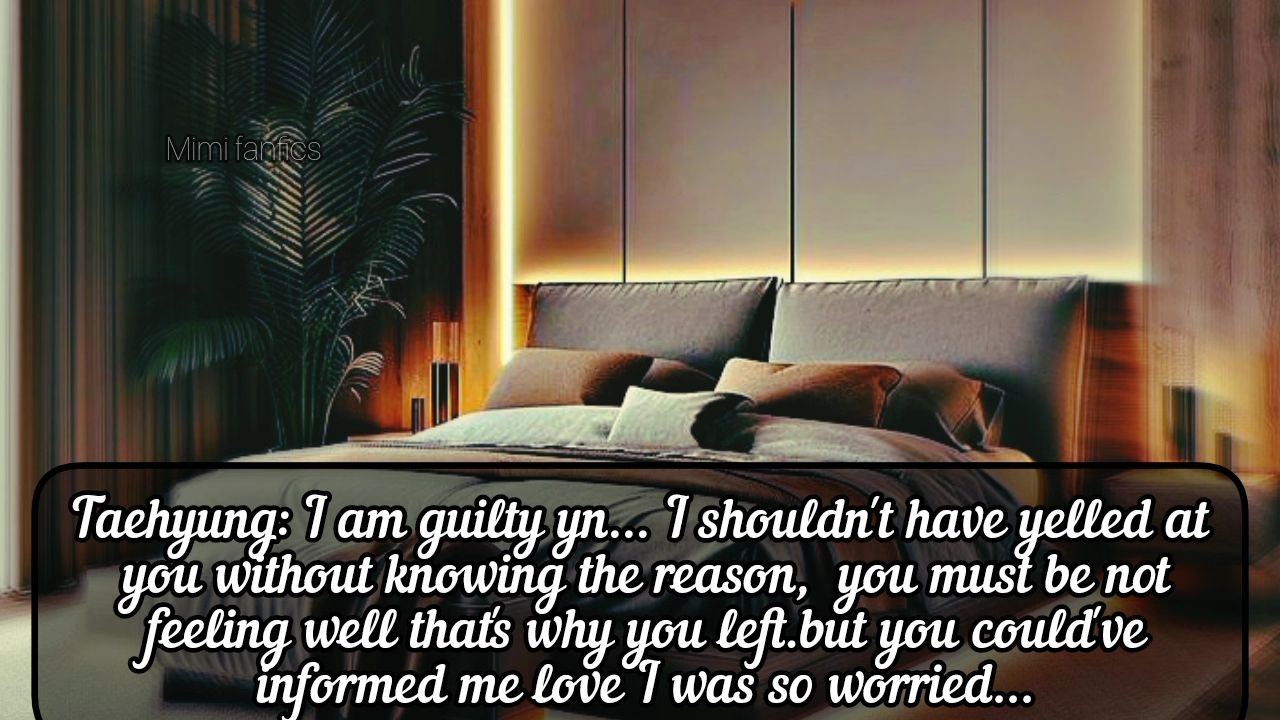 Mimi fanfics
Taehyung: I am guilty yn... I shouldn't have yelled at
you without knowing the reason,  you must be not
feeling well that's why you left.but you could've
informed me love I was so worried...